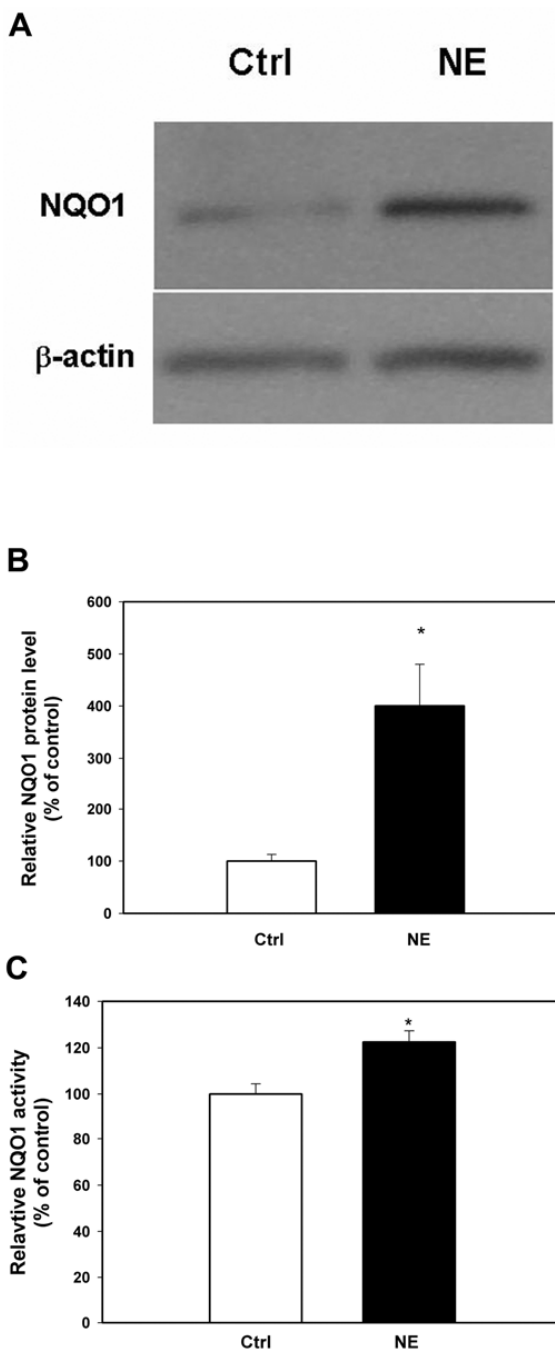 A
Ctrl NE
NQO1
β-actin
B
600
500
400
300
200
100
0
Relative NQO1 protein level
(% of control)
*
Ctrl NE
C
140
120
100
80
60
40
20
0
Relavtive NQO1 activity
(% of control)
*
Ctrl NE